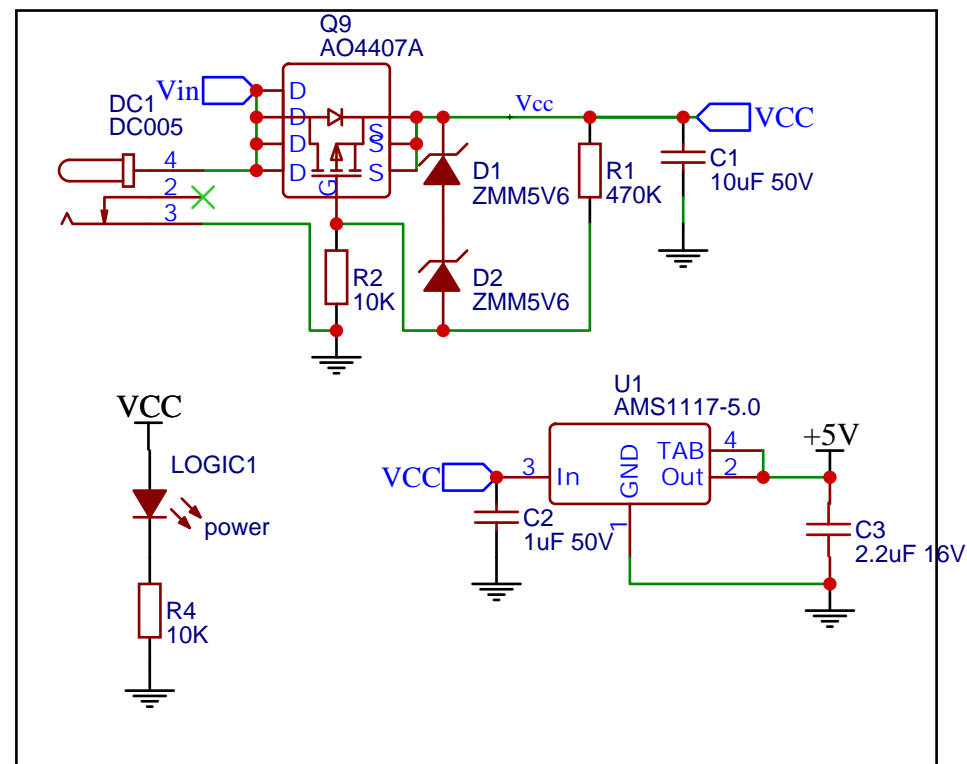 Q9
AO4407A
Vin
DC1
DC005
D
D
D
D
S
S
S
G
4
2
3
Vcc
VCC
D1
ZMM5V6
R1
470K
C1
10uF 50V
R2
10K
D2
ZMM5V6
VCC
LOGIC1
power
R4
10K
U1
AMS1117-5.0
VCC
3
In
GND
1
TAB
4
Out
2
+5V
C2
1uF 50V
C3
2.2uF 16V